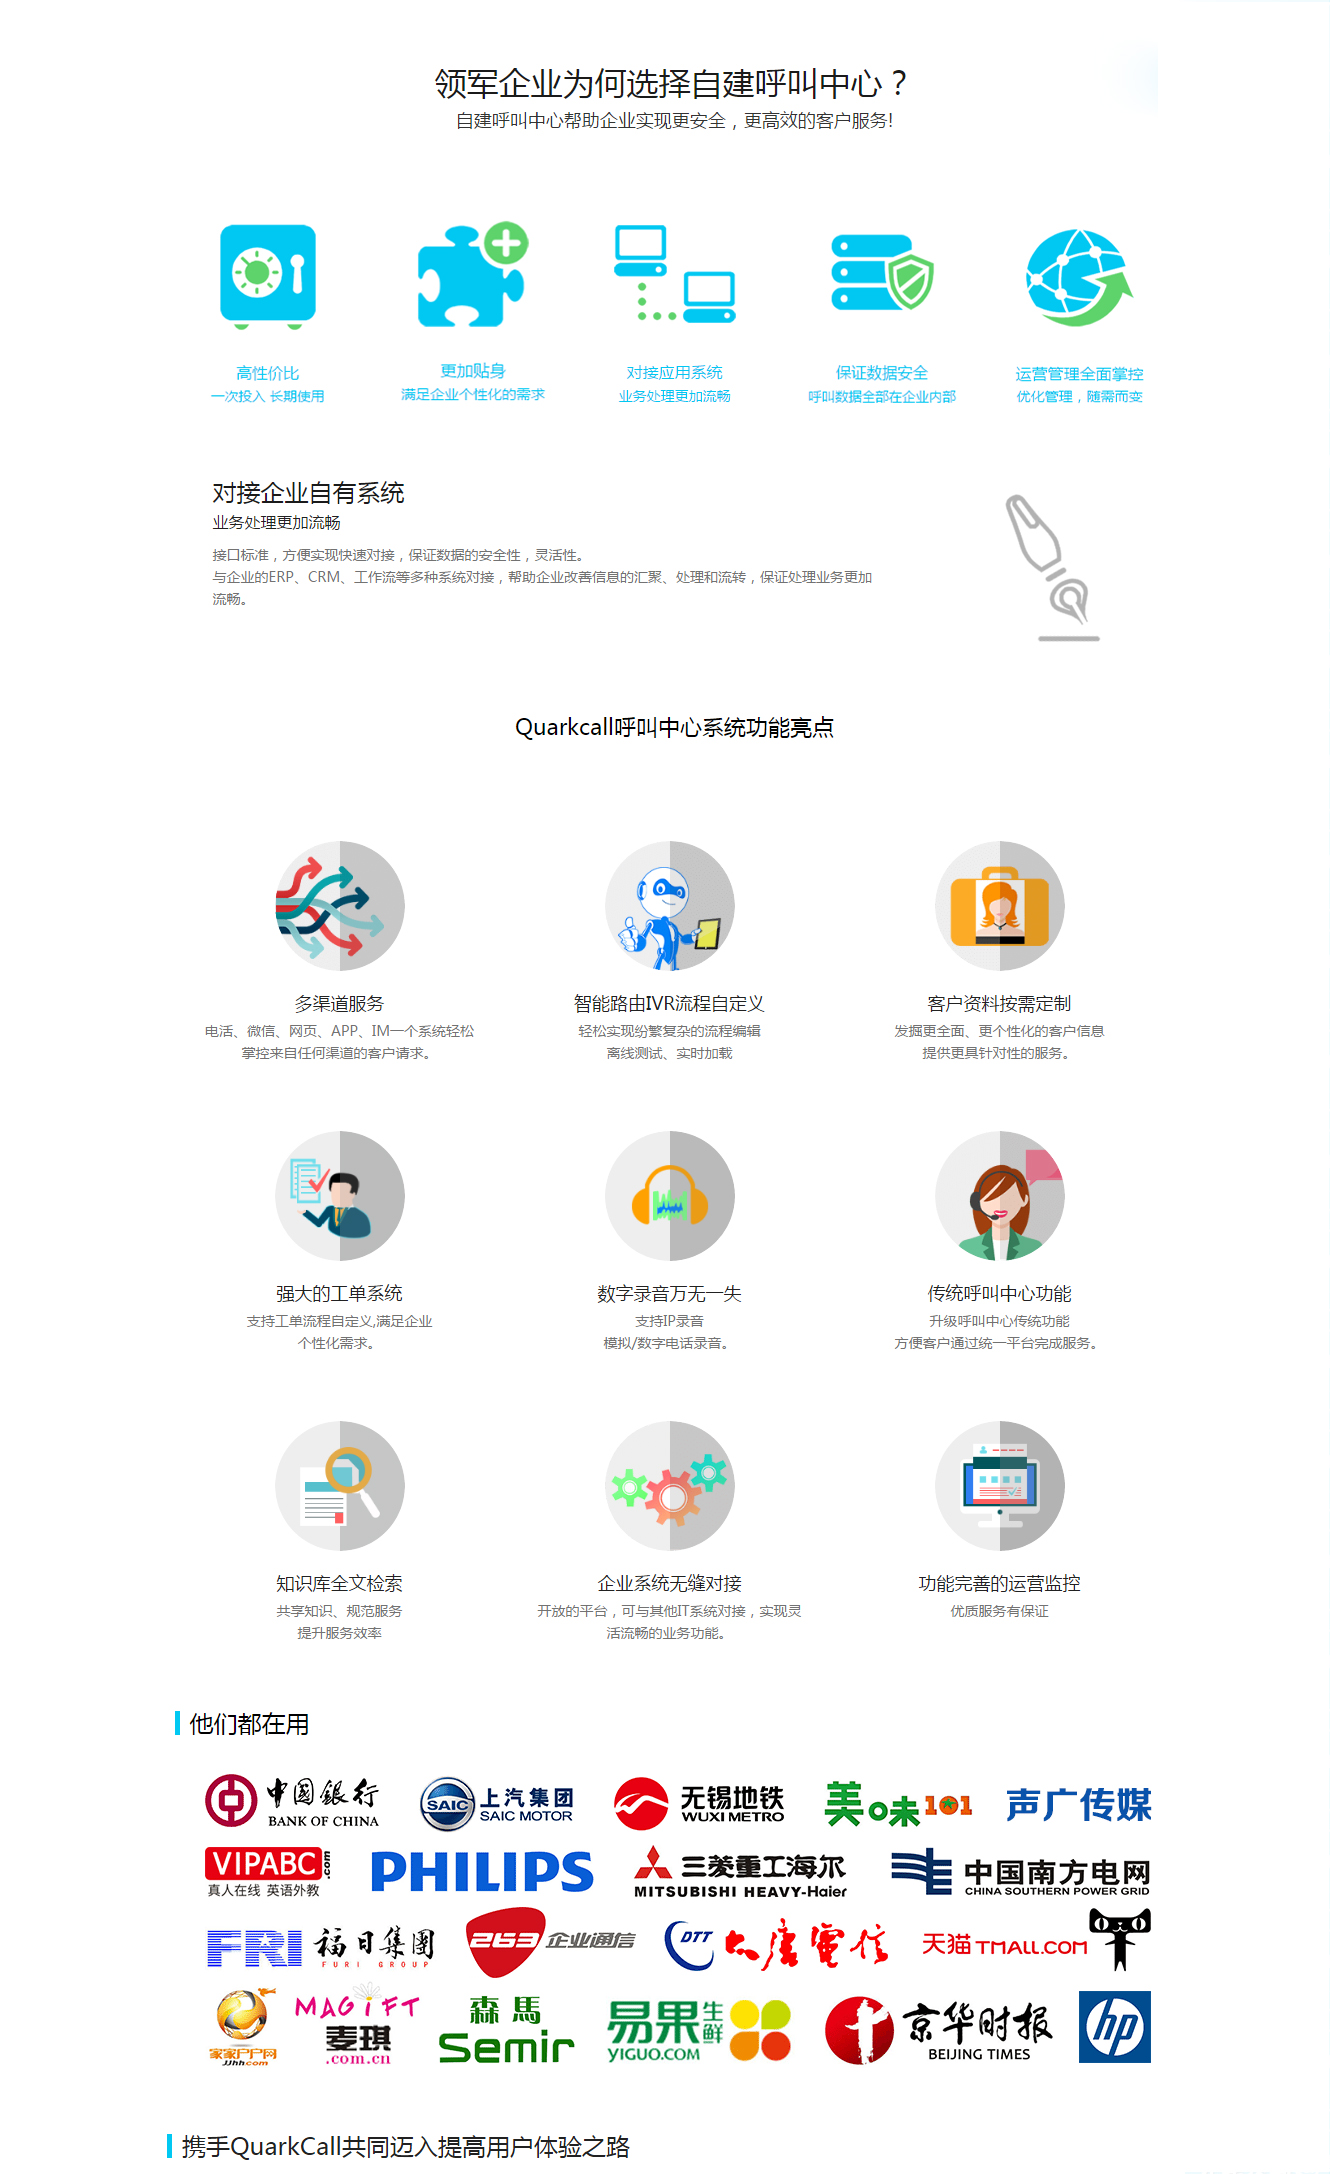 领军企业为何选择自建呼叫中心？
自建呼叫中心帮助企业实现更安全，更高效的客户服务!
高性价比
一次投入 长期使用
更加贴身
满足企业个性化的需求
对接应用系统
业务处理更加流畅
保证数据安全
呼叫数据全部在企业内部
运营管理全面掌控
优化管理，随需而变
对接企业自有系统
业务处理更加流畅
接口标准，方便实现快速对接，保证数据的安全性，灵活性。
与企业的ERP、CRM、工作流等多种系统对接，帮助企业改善信息的汇聚、处理和流转，保证处理业务更加
流畅。
Quarkcall呼叫中心系统功能亮点
多渠道服务
电话、微信、网页、APP、IM一个系统轻松
掌控来自任何渠道的客户请求。
智能路由IVR流程自定义
轻松实现纷繁复杂的流程编辑
离线测试、实时加载
客户资料按需定制
发掘更全面、更个性化的客户信息
提供更具针对性的服务。
强大的工单系统
支持工单流程自定义,满足企业
个性化需求。
数字录音万无一失
支持IP录音
模拟/数字电话录音。
传统呼叫中心功能
升级呼叫中心传统功能
方便客户通过统一平台完成服务。
知识库全文检索
共享知识、规范服务
提升服务效率
企业系统无缝对接
开放的平台，可与其他IT系统对接，实现灵
活流畅的业务功能。
功能完善的运营监控
优质服务有保证
他们都在用
中國銀行
BANK OF CHINA
SAIC
上汽集团
SAIC MOTOR
无锡地铁
WUXI METRO
美味101
声广传媒
VIPABC.com
真人在线 英语外教
PHILIPS
三菱重工海尔
MITSUBISHI HEAVY-Haier
中国南方电网
CHINA SOUTHERN POWER GRID
FRI
福日集團
FURI GROUP
263企业通信
DTT
大唐電信
天猫TMALL.COM
家家户户网
JJhh.com
MAGIFT
麦琪
.com.cn
森馬
Semir
易果生鲜
YIGUO.COM
京华时报
BEIJING TIMES
hp
携手QuarkCall共同迈入提高用户体验之路